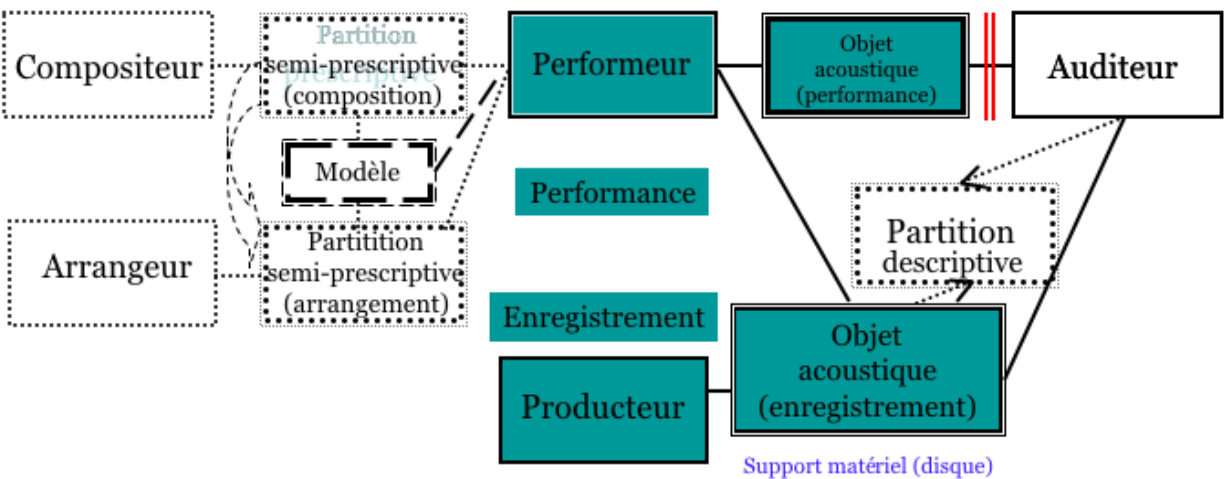 Compositeur
Partition
semi-prescriptive
prescriptive
(composition)
Performeur
Objet
acoustique
(performance)
Auditeur
Modèle
Performance
Arrangeur
Partitition
semi-prescriptive
(arrangement)
Partition
descriptive
Enregistrement
Producteur
Objet
acoustique
(enregistrement)
Support matériel (disque)